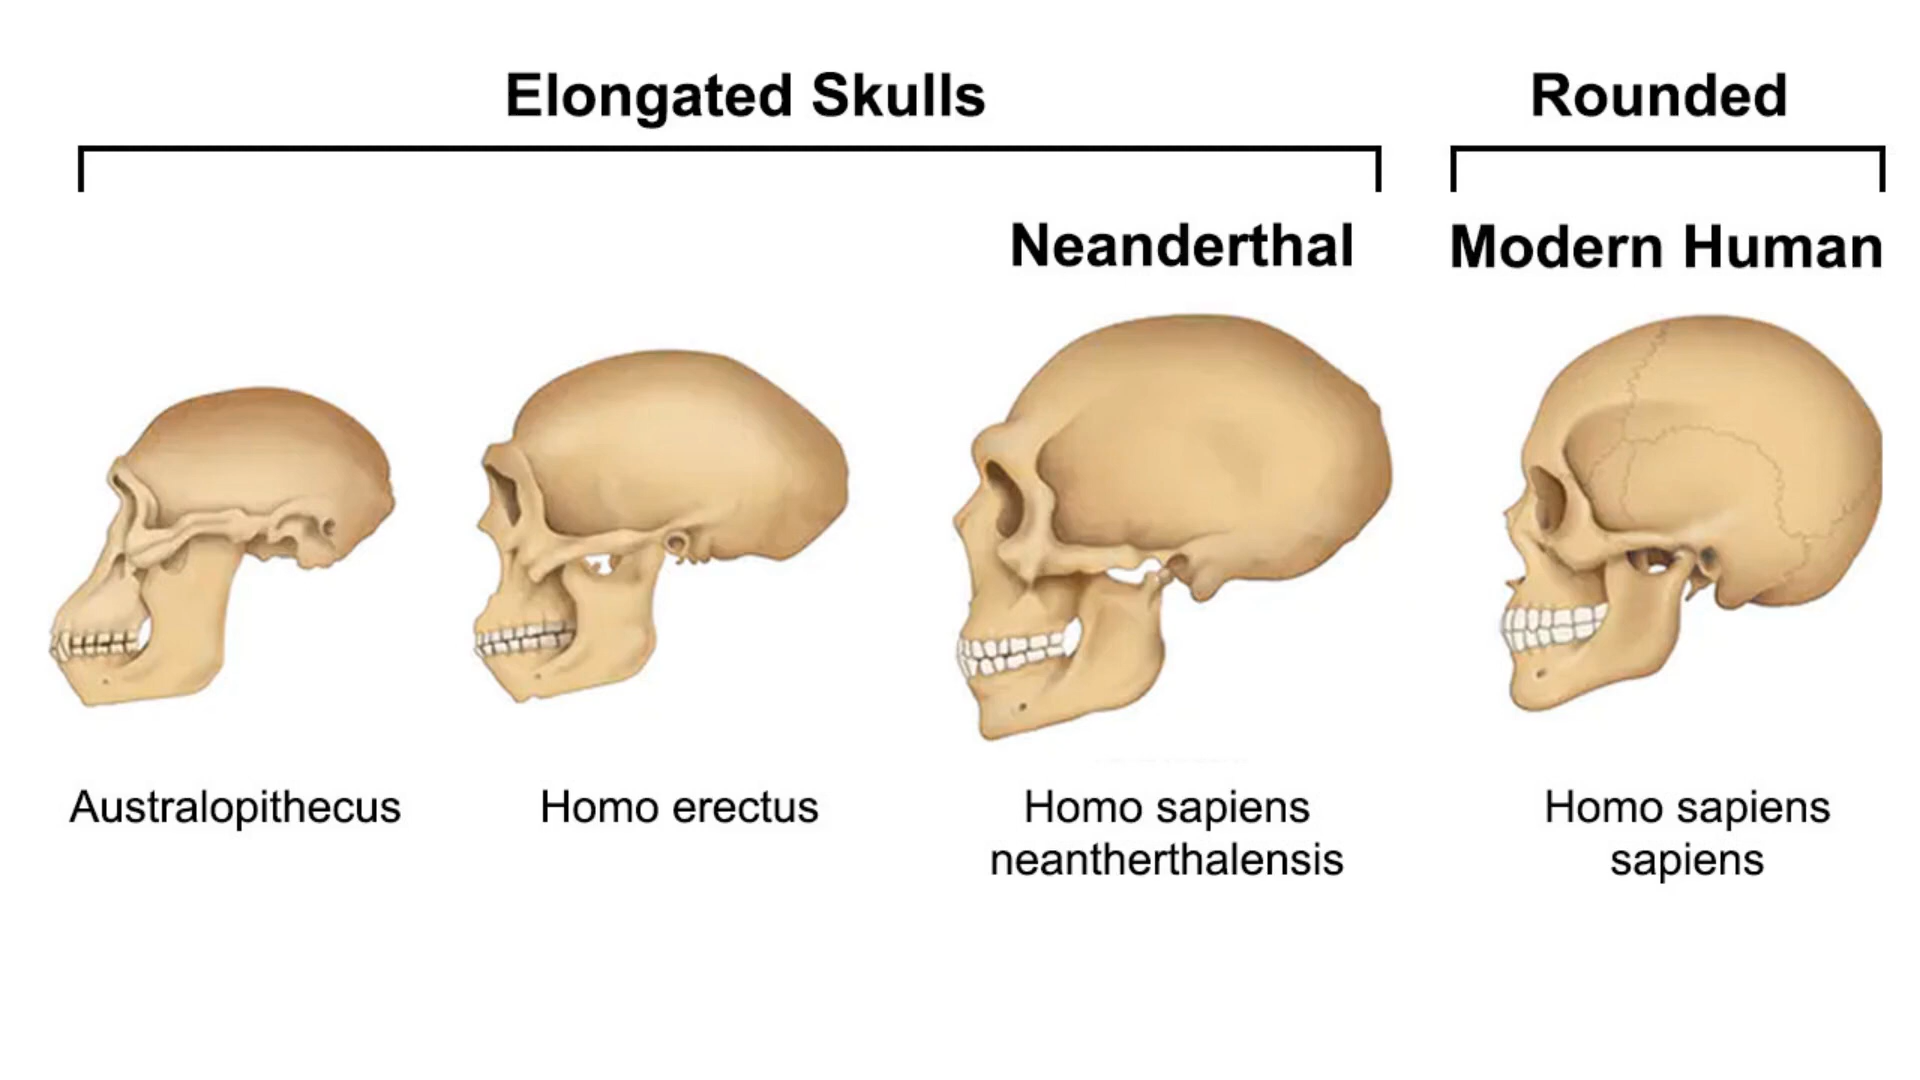 Elongated Skulls
Rounded
Neanderthal
Modern Human
Australopithecus
Homo erectus
Homo sapiens
neantherthalensis
Homo sapiens
sapiens